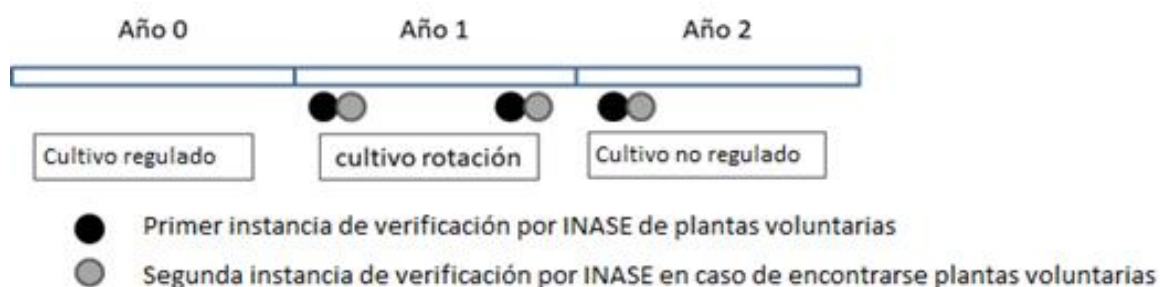 Año 0 Año 1 Año 2
Cultivo regulado cultivo rotación Cultivo no regulado
Primer instancia de verificación por INASE de plantas voluntarias
Segunda instancia de verificación por INASE en caso de encontrarse plantas voluntarias